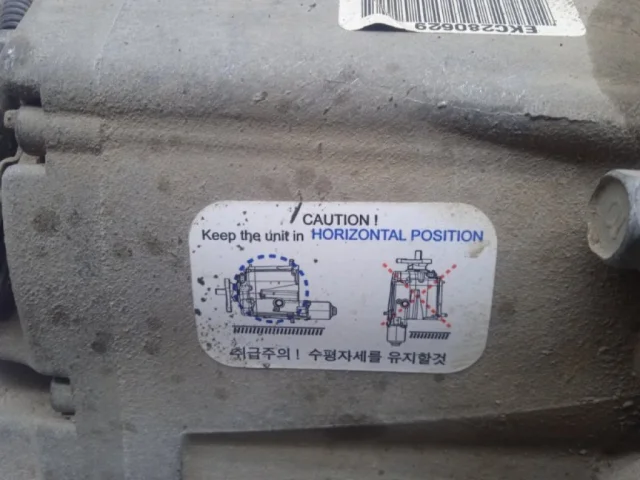 EKC280629
CAUTION !
Keep the unit in HORIZONTAL POSITION
취급주의 ! 수평자세를 유지할것